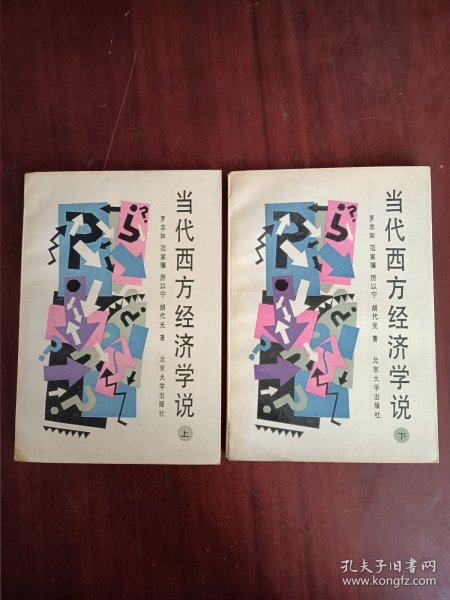 当代西方经济学说
罗志如 范家骧 厉以宁 胡代光 著
北京大学出版社
上
当代西方经济学说
罗志如 范家骧 厉以宁 胡代光 著
北京大学出版社
下
孔夫子旧书网
www.kongfz.com